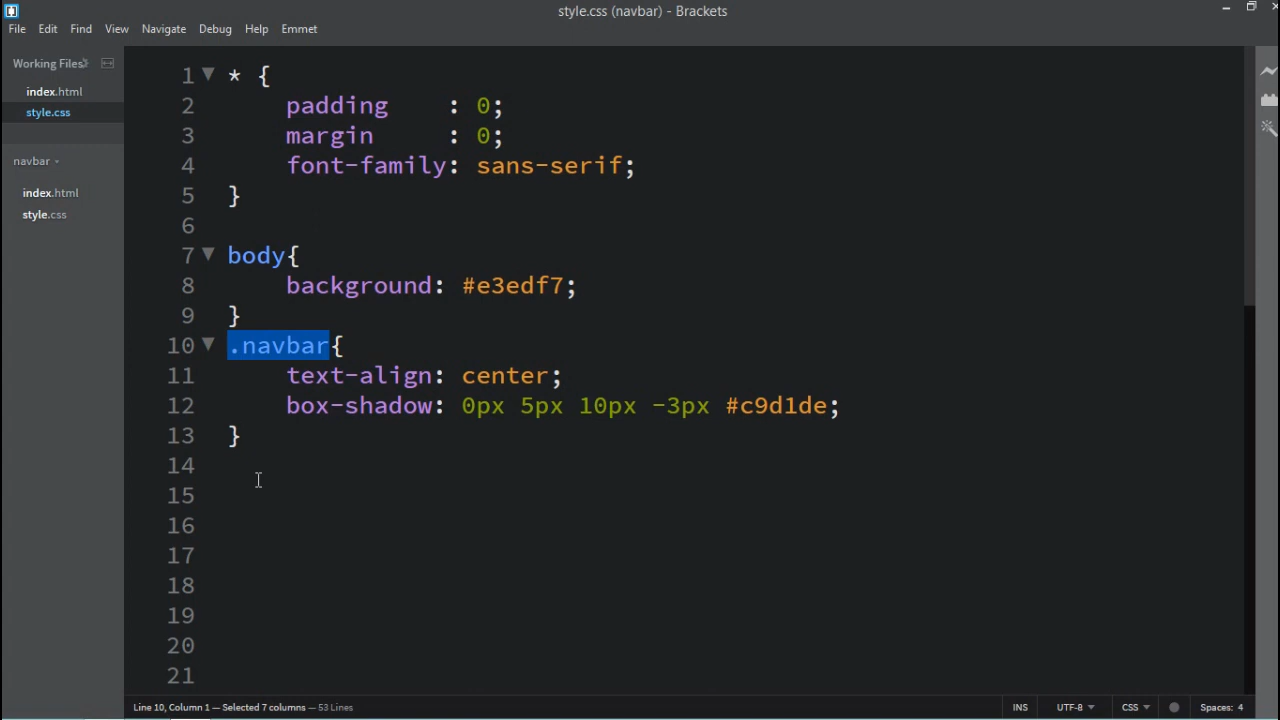 style.css (navbar) - Brackets
File Edit Find View Navigate Debug Help Emmet
Working Files
index.html
style.css
navbar
index.html
style.css
1 * {
2 padding : 0;
3 margin : 0;
4 font-family: sans-serif;
5 }
6
7 body{
8 background: #e3edf7;
9 }
10 .navbar{
11 text-align: center;
12 box-shadow: 0px 5px 10px -3px #c9d1de;
13 }
14
15
16
17
18
19
20
21
Line 10, Column 1 — Selected 7 columns — 53 Lines INS UTF-8 CSS Spaces: 4